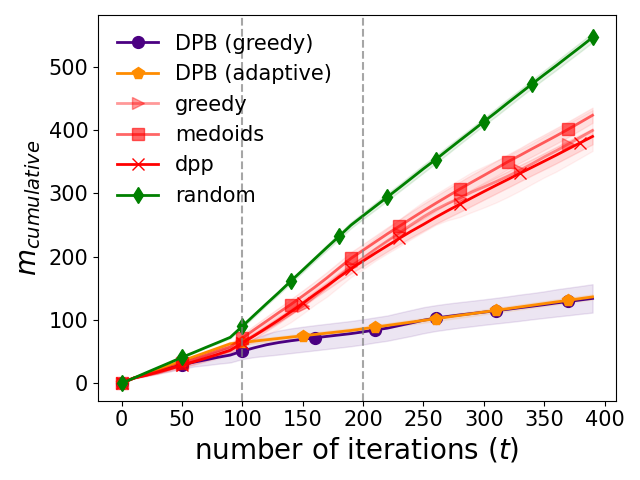 DPB (greedy)
DPB (adaptive)
greedy
medoids
dpp
random
500
400
300
200
100
0
m_cumulative
0 50 100 150 200 250 300 350 400
number of iterations (t)